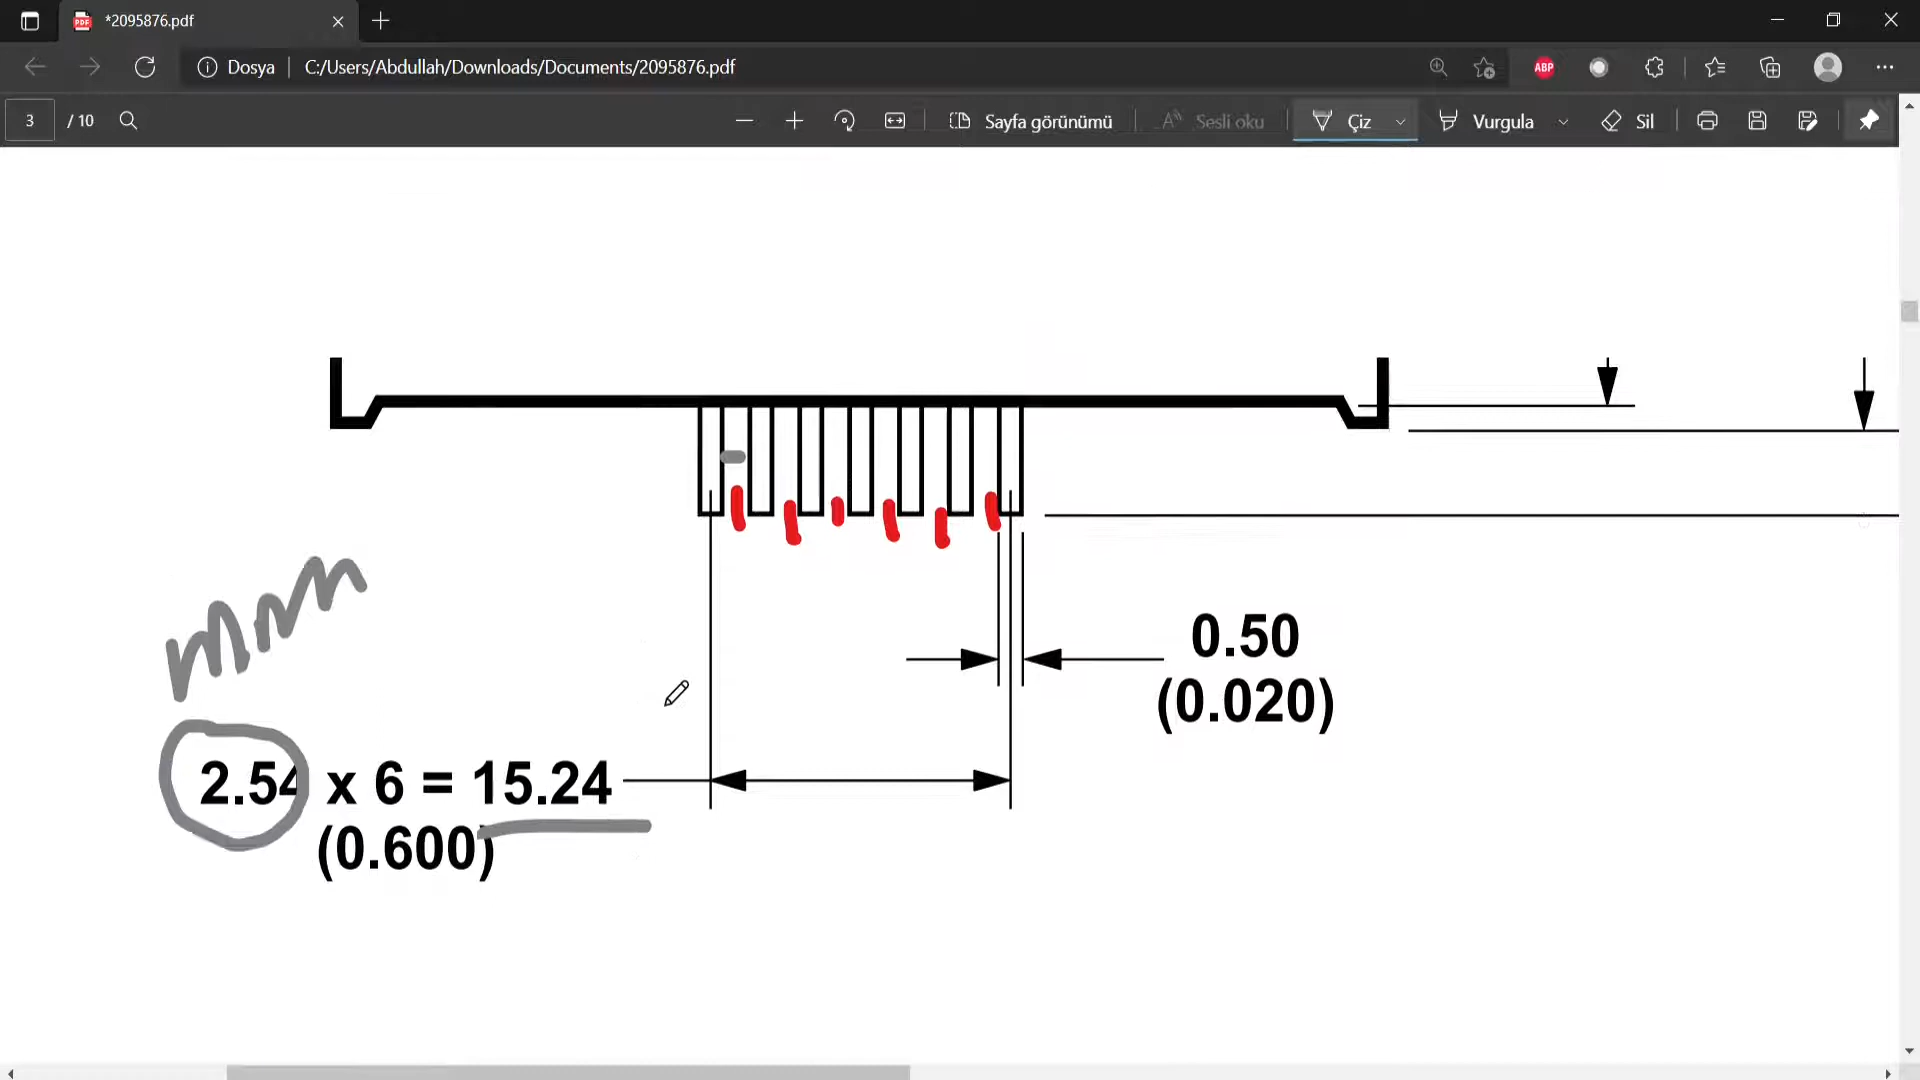 *2095876.pdf
Dosya
C:/Users/Abdullah/Downloads/Documents/2095876.pdf
ABP
3 / 10
Sayfa görünümü
Sesli oku
Çiz
Vurgula
Sil
mm
0.50
(0.020)
2.54 x 6 = 15.24
(0.600)